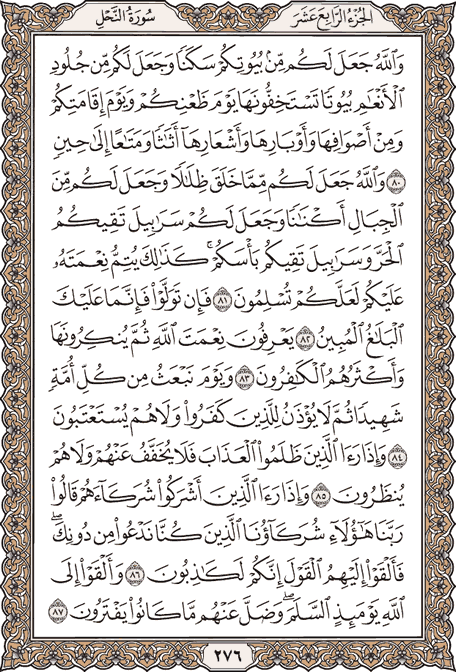 الجزء الرابع عشر
سورة النحل
وَٱللَّهُ جَعَلَ لَكُم مِّنۢ بُيُوتِكُمْ سَكَنًا وَجَعَلَ لَكُم مِّن جُلُودِ
ٱلْأَنْعَٰمِ بُيُوتًا تَسْتَخِفُّونَهَا يَوْمَ ظَعْنِكُمْ وَيَوْمَ إِقَامَتِكُمْ
وَمِنْ أَصْوَافِهَا وَأَوْبَارِهَا وَأَشْعَارِهَآ أَثَٰثًا وَمَتَٰعًا إِلَىٰ حِينٍ
٨٠ وَٱللَّهُ جَعَلَ لَكُم مِّمَّا خَلَقَ ظِلَٰلًا وَجَعَلَ لَكُم مِّنَ
ٱلْجِبَالِ أَكْنَٰنًا وَجَعَلَ لَكُمْ سَرَٰبِيلَ تَقِيكُمُ
ٱلْحَرَّ وَسَرَٰبِيلَ تَقِيكُم بَأْسَكُمْ ۚ كَذَٰلِكَ يُتِمُّ نِعْمَتَهُۥ
عَلَيْكُمْ لَعَلَّكُمْ تُسْلِمُونَ ٨١ فَإِن تَوَلَّوْا۟ فَإِنَّمَا عَلَيْكَ
ٱلْبَلَٰغُ ٱلْمُبِينُ ٨٢ يَعْرِفُونَ نِعْمَتَ ٱللَّهِ ثُمَّ يُنكِرُونَهَا
وَأَكْثَرُهُمُ ٱلْكَٰفِرُونَ ٨٣ وَيَوْمَ نَبْعَثُ مِن كُلِّ أُمَّةٍ
شَهِيدًا ثُمَّ لَا يُؤْذَنُ لِلَّذِينَ كَفَرُوا۟ وَلَا هُمْ يُسْتَعْتَبُونَ
٨٤ وَإِذَا رَءَا ٱلَّذِينَ ظَلَمُوا۟ ٱلْعَذَابَ فَلَا يُخَفَّفُ عَنْهُمْ وَلَا هُمْ
يُنظَرُونَ ٨٥ وَإِذَا رَءَا ٱلَّذِينَ أَشْرَكُوا۟ شُرَكَآءَهُمْ قَالُوا۟
رَبَّنَا هَٰٓؤُلَآءِ شُرَكَآؤُنَا ٱلَّذِينَ كُنَّا نَدْعُوا۟ مِن دُونِكَ ۖ
فَأَلْقَوْا۟ إِلَيْهِمُ ٱلْقَوْلَ إِنَّكُمْ لَكَٰذِبُونَ ٨٦ وَأَلْقَوْا۟ إِلَى
ٱللَّهِ يَوْمَئِذٍ ٱلسَّلَمَ ۖ وَضَلَّ عَنْهُم مَّا كَانُوا۟ يَفْتَرُونَ ٨٧
٢٧٦